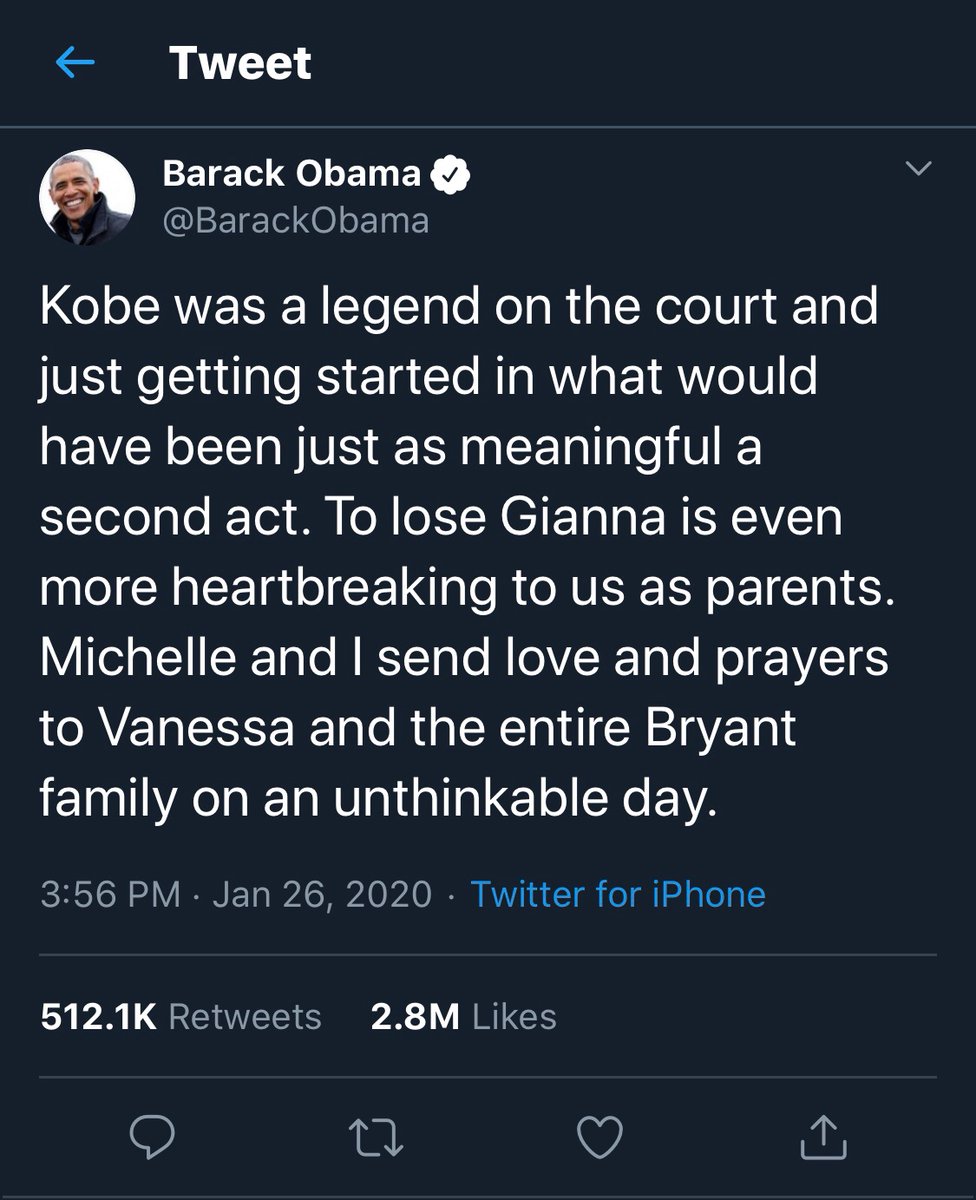 Tweet
Barack Obama
@BarackObama
Kobe was a legend on the court and
just getting started in what would
have been just as meaningful a
second act. To lose Gianna is even
more heartbreaking to us as parents.
Michelle and I send love and prayers
to Vanessa and the entire Bryant
family on an unthinkable day.
3:56 PM · Jan 26, 2020 · Twitter for iPhone
512.1K Retweets 2.8M Likes